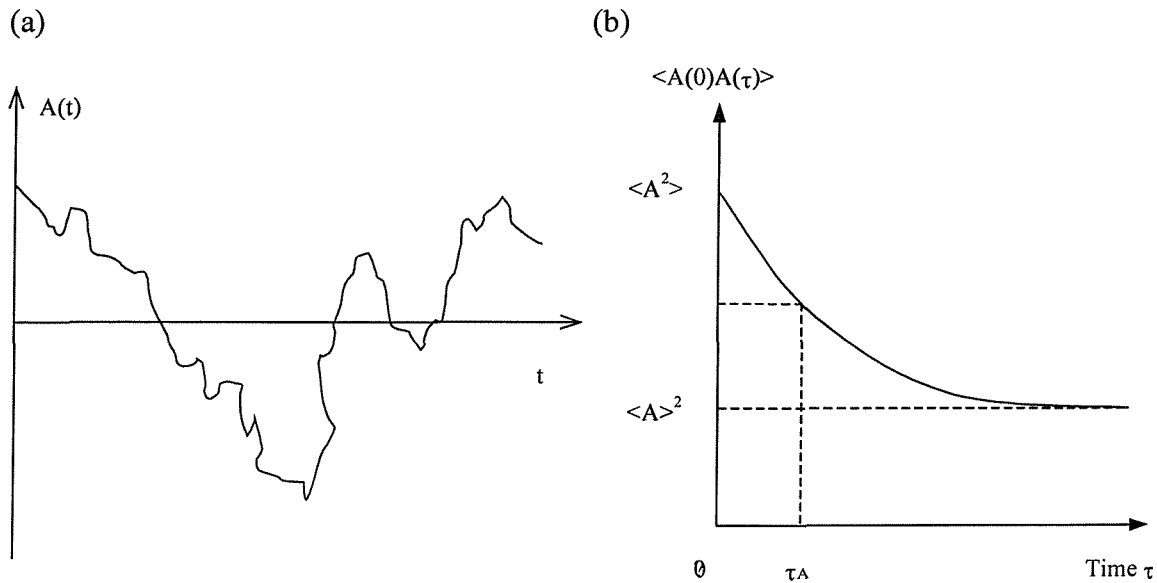 (a)
A(t)
t
(b)
<A(0)A(τ)>
<A²>
<A>²
0
τA
Time τ